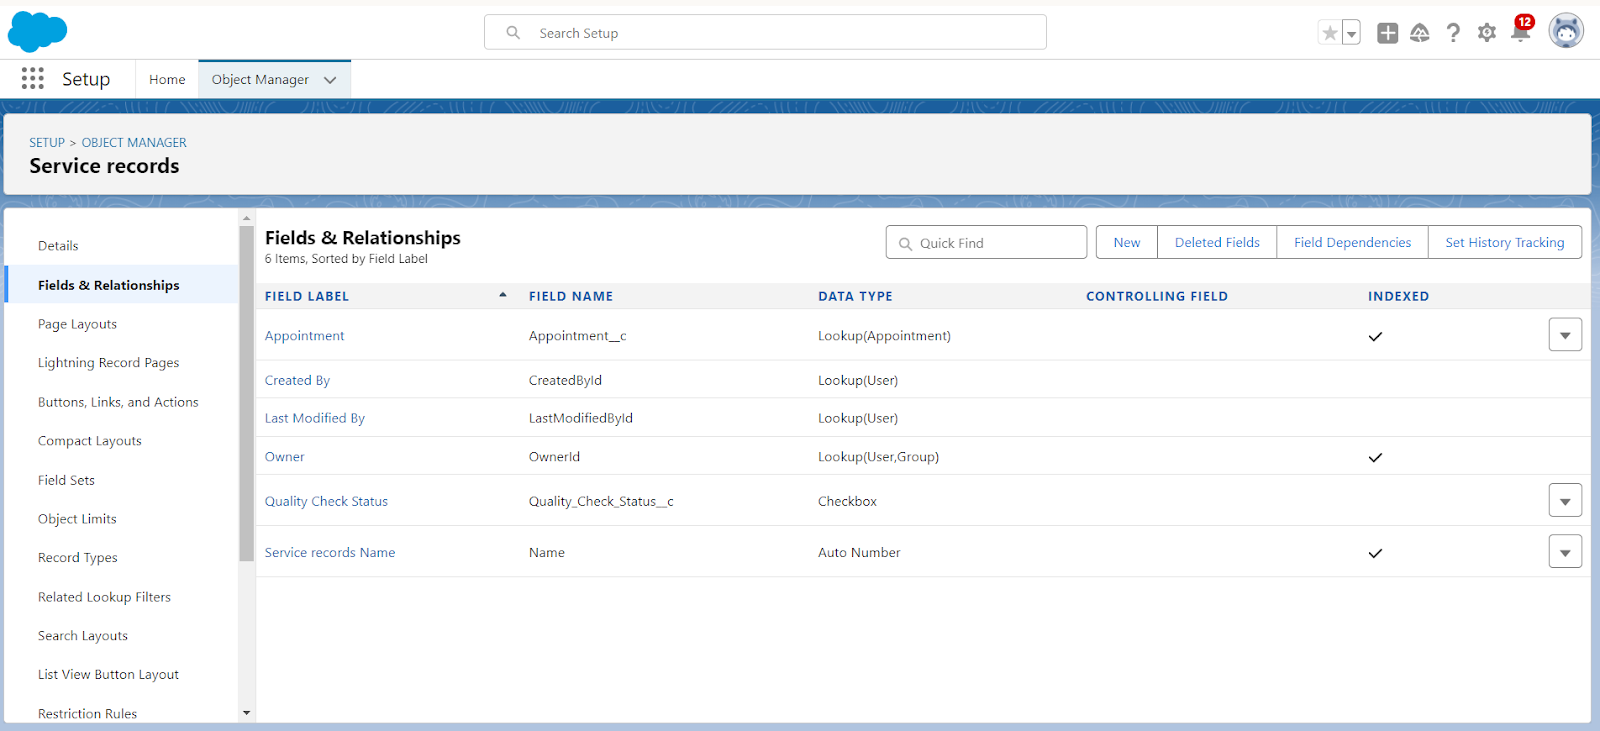 Search Setup
12
Setup
Home
Object Manager
SETUP > OBJECT MANAGER
Service records
Details
Fields & Relationships
Page Layouts
Lightning Record Pages
Buttons, Links, and Actions
Compact Layouts
Field Sets
Object Limits
Record Types
Related Lookup Filters
Search Layouts
List View Button Layout
Restriction Rules
Fields & Relationships
6 Items, Sorted by Field Label
Quick Find
New
Deleted Fields
Field Dependencies
Set History Tracking
FIELD LABEL FIELD NAME DATA TYPE CONTROLLING FIELD INDEXED
Appointment Appointment__c Lookup(Appointment)
Created By CreatedById Lookup(User)
Last Modified By LastModifiedById Lookup(User)
Owner OwnerId Lookup(User,Group)
Quality Check Status Quality_Check_Status__c Checkbox
Service records Name Name Auto Number